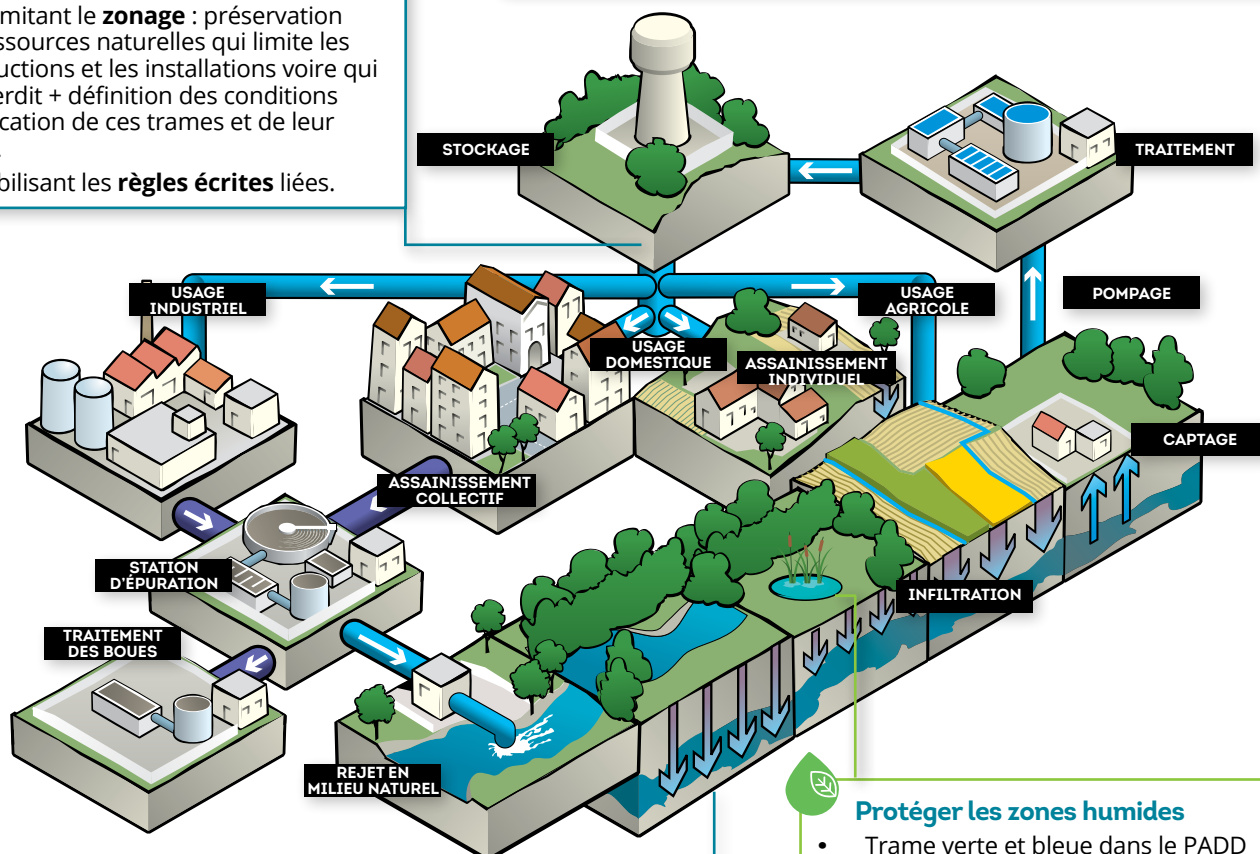 mitant le zonage : préservation
ssources naturelles qui limite les
uctions et les installations voire qui
erdit + définition des conditions
cation de ces trames et de leur
bilisant les règles écrites liées.
STOCKAGE
TRAITEMENT
USAGE
INDUSTRIEL
USAGE
AGRICOLE
POMPAGE
USAGE
DOMESTIQUE
ASSAINISSEMENT
INDIVIDUEL
CAPTAGE
ASSAINISSEMENT
COLLECTIF
STATION
D'ÉPURATION
INFILTRATION
TRAITEMENT
DES BOUES
REJET EN
MILIEU NATUREL
Protéger les zones humides
• Trame verte et bleue dans le PADD